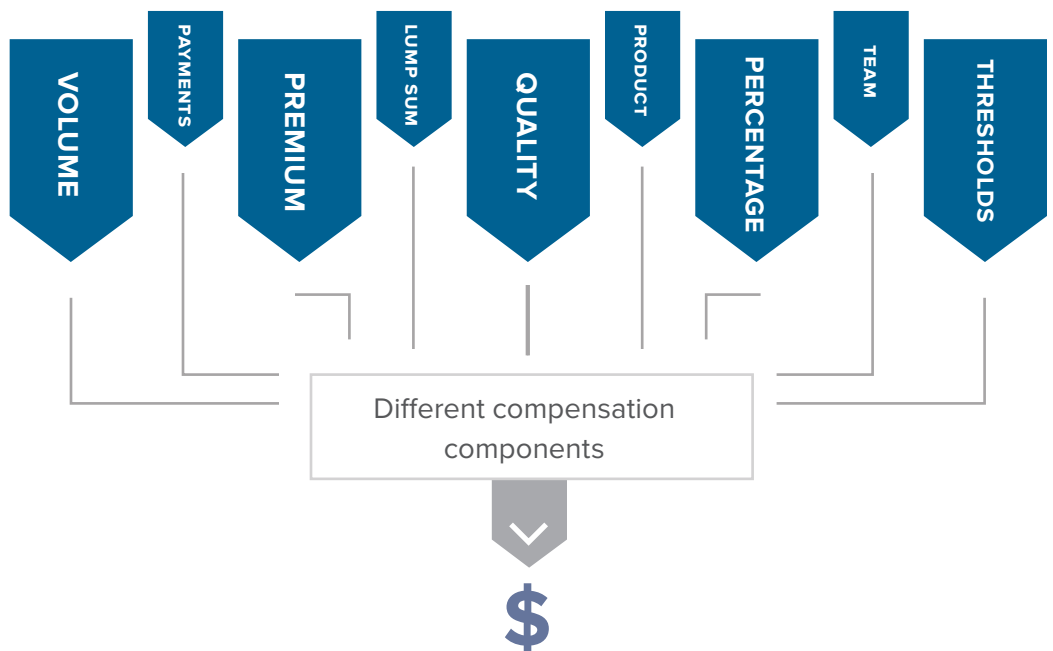 VOLUME
PAYMENTS
PREMIUM
LUMP SUM
QUALITY
PRODUCT
PERCENTAGE
TEAM
THRESHOLDS
Different compensation
components
$